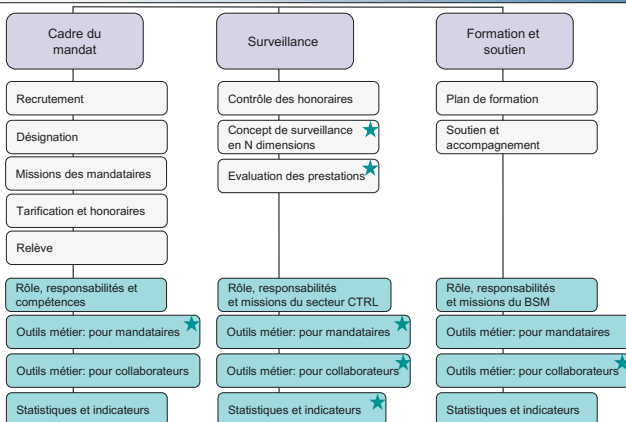 Cadre du
mandat
Recrutement
Désignation
Missions des mandataires
Tarification et honoraires
Relève
Rôle, responsabilités et
compétences
Outils métier: pour mandataires
Outils métier: pour collaborateurs
Statistiques et indicateurs
Surveillance
Contrôle des honoraires
Concept de surveillance
en N dimensions
Evaluation des prestations
Rôle, responsabilités
et missions du secteur CTRL
Outils métier: pour mandataires
Outils métier: pour collaborateurs
Statistiques et indicateurs
Formation et
soutien
Plan de formation
Soutien et
accompagnement
Rôle, responsabilités
et missions du BSM
Outils métier: pour mandataires
Outils métier: pour collaborateurs
Statistiques et indicateurs